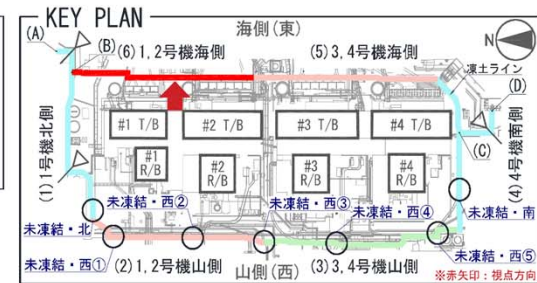 KEY PLAN
海側(東)
(A)
(B)
(6)1,2号機海側
(5)3,4号機海側
N
凍土ライン
(D)
#1 T/B
#2 T/B
#3 T/B
#4 T/B
(C)
(1)1号機北側
#1
R/B
#2
R/B
#3
R/B
#4
R/B
(4)4号機南側
未凍結・西②
未凍結・西③
未凍結・西④
未凍結・南
未凍結・北
未凍結・西①
(2)1,2号機山側
(3)3,4号機山側
未凍結・西⑤
山側(西)
※赤矢印：視点方向